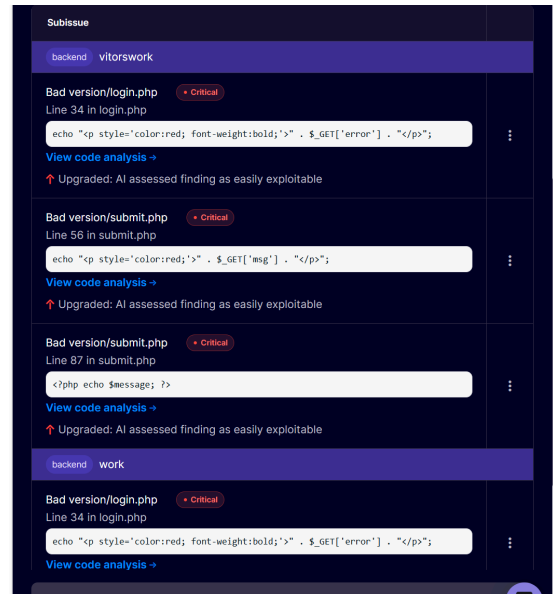 Subissue
backend vitorswork
Bad version/login.php • Critical
Line 34 in login.php
echo "<p style='color:red; font-weight:bold;'>" . $_GET['error'] . "</p>";
View code analysis →
↑ Upgraded: AI assessed finding as easily exploitable
Bad version/submit.php • Critical
Line 56 in submit.php
echo "<p style='color:red;'>" . $_GET['msg'] . "</p>";
View code analysis →
↑ Upgraded: AI assessed finding as easily exploitable
Bad version/submit.php • Critical
Line 87 in submit.php
<?php echo $message; ?>
View code analysis →
↑ Upgraded: AI assessed finding as easily exploitable
backend work
Bad version/login.php • Critical
Line 34 in login.php
echo "<p style='color:red; font-weight:bold;'>" . $_GET['error'] . "</p>";
View code analysis →